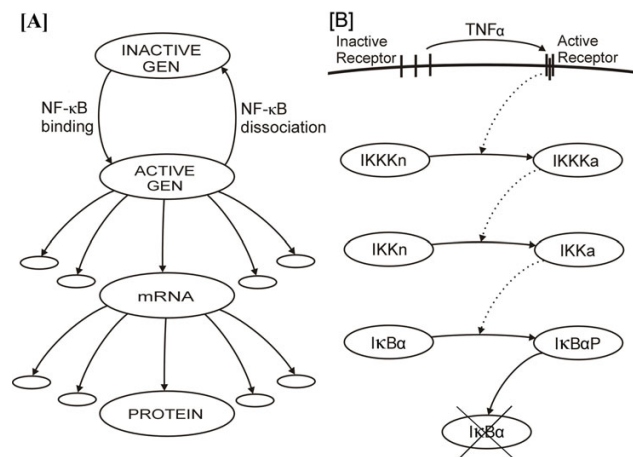 [A]
INACTIVE
GEN
NF-κB
binding
NF-κB
dissociation
ACTIVE
GEN
mRNA
PROTEIN
[B]
TNFα
Inactive
Receptor
Active
Receptor
IKKKn
IKKKa
IKKn
IKKa
IκBα
IκBαP
IκBα